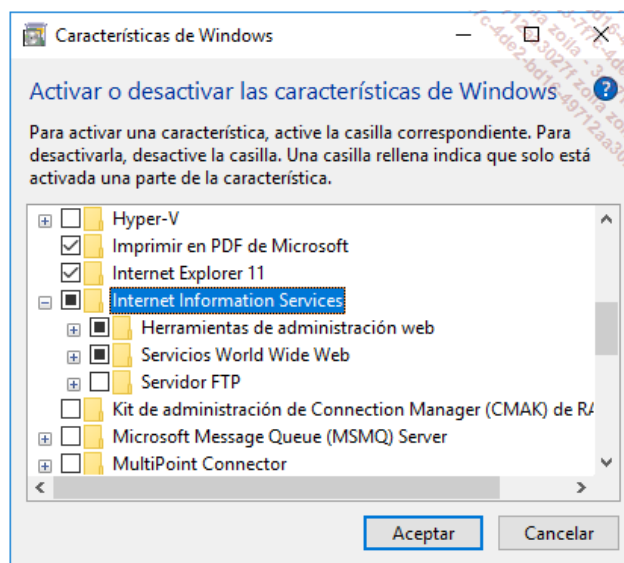 Características de Windows
Activar o desactivar las características de Windows
Para activar una característica, active la casilla correspondiente. Para
desactivarla, desactive la casilla. Una casilla rellena indica que solo está
activada una parte de la característica.
Hyper-V
Imprimir en PDF de Microsoft
Internet Explorer 11
Internet Information Services
Herramientas de administración web
Servicios World Wide Web
Servidor FTP
Kit de administración de Connection Manager (CMAK) de
Microsoft Message Queue (MSMQ) Server
MultiPoint Connector
Aceptar
Cancelar